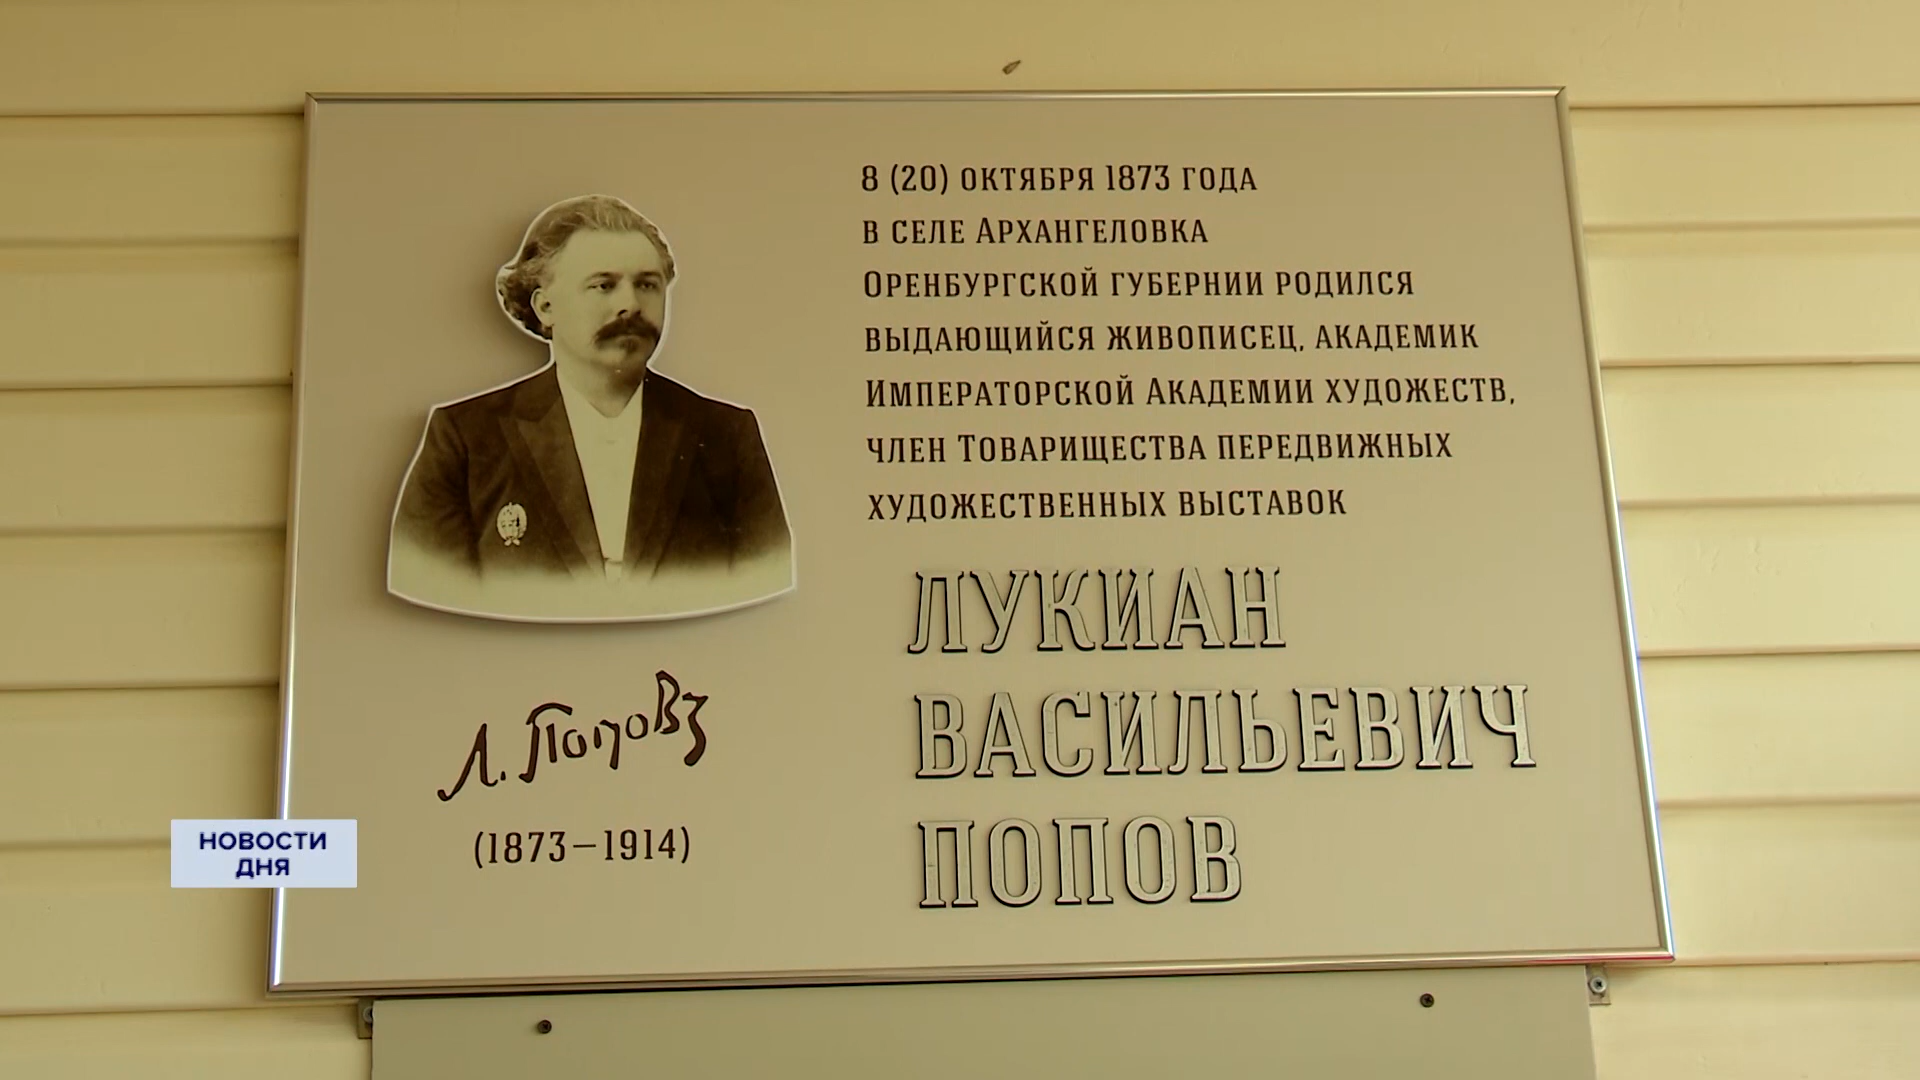 8 (20) октября 1873 года
в селе Архангеловка
Оренбургской губернии родился
выдающийся живописец, академик
Императорской Академии художеств,
член Товарищества передвижных
художественных выставок
ЛУКИАН
ВАСИЛЬЕВИЧ
ПОПОВ
Л. Поповъ
(1873–1914)
НОВОСТИ
ДНЯ